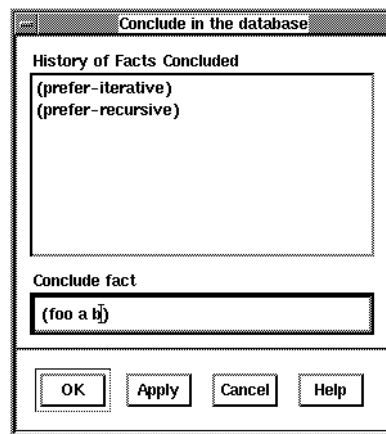 Conclude in the database
History of Facts Concluded
(prefer-iterative)
(prefer-recursive)
Conclude fact
(foo a b)
OK Apply Cancel Help